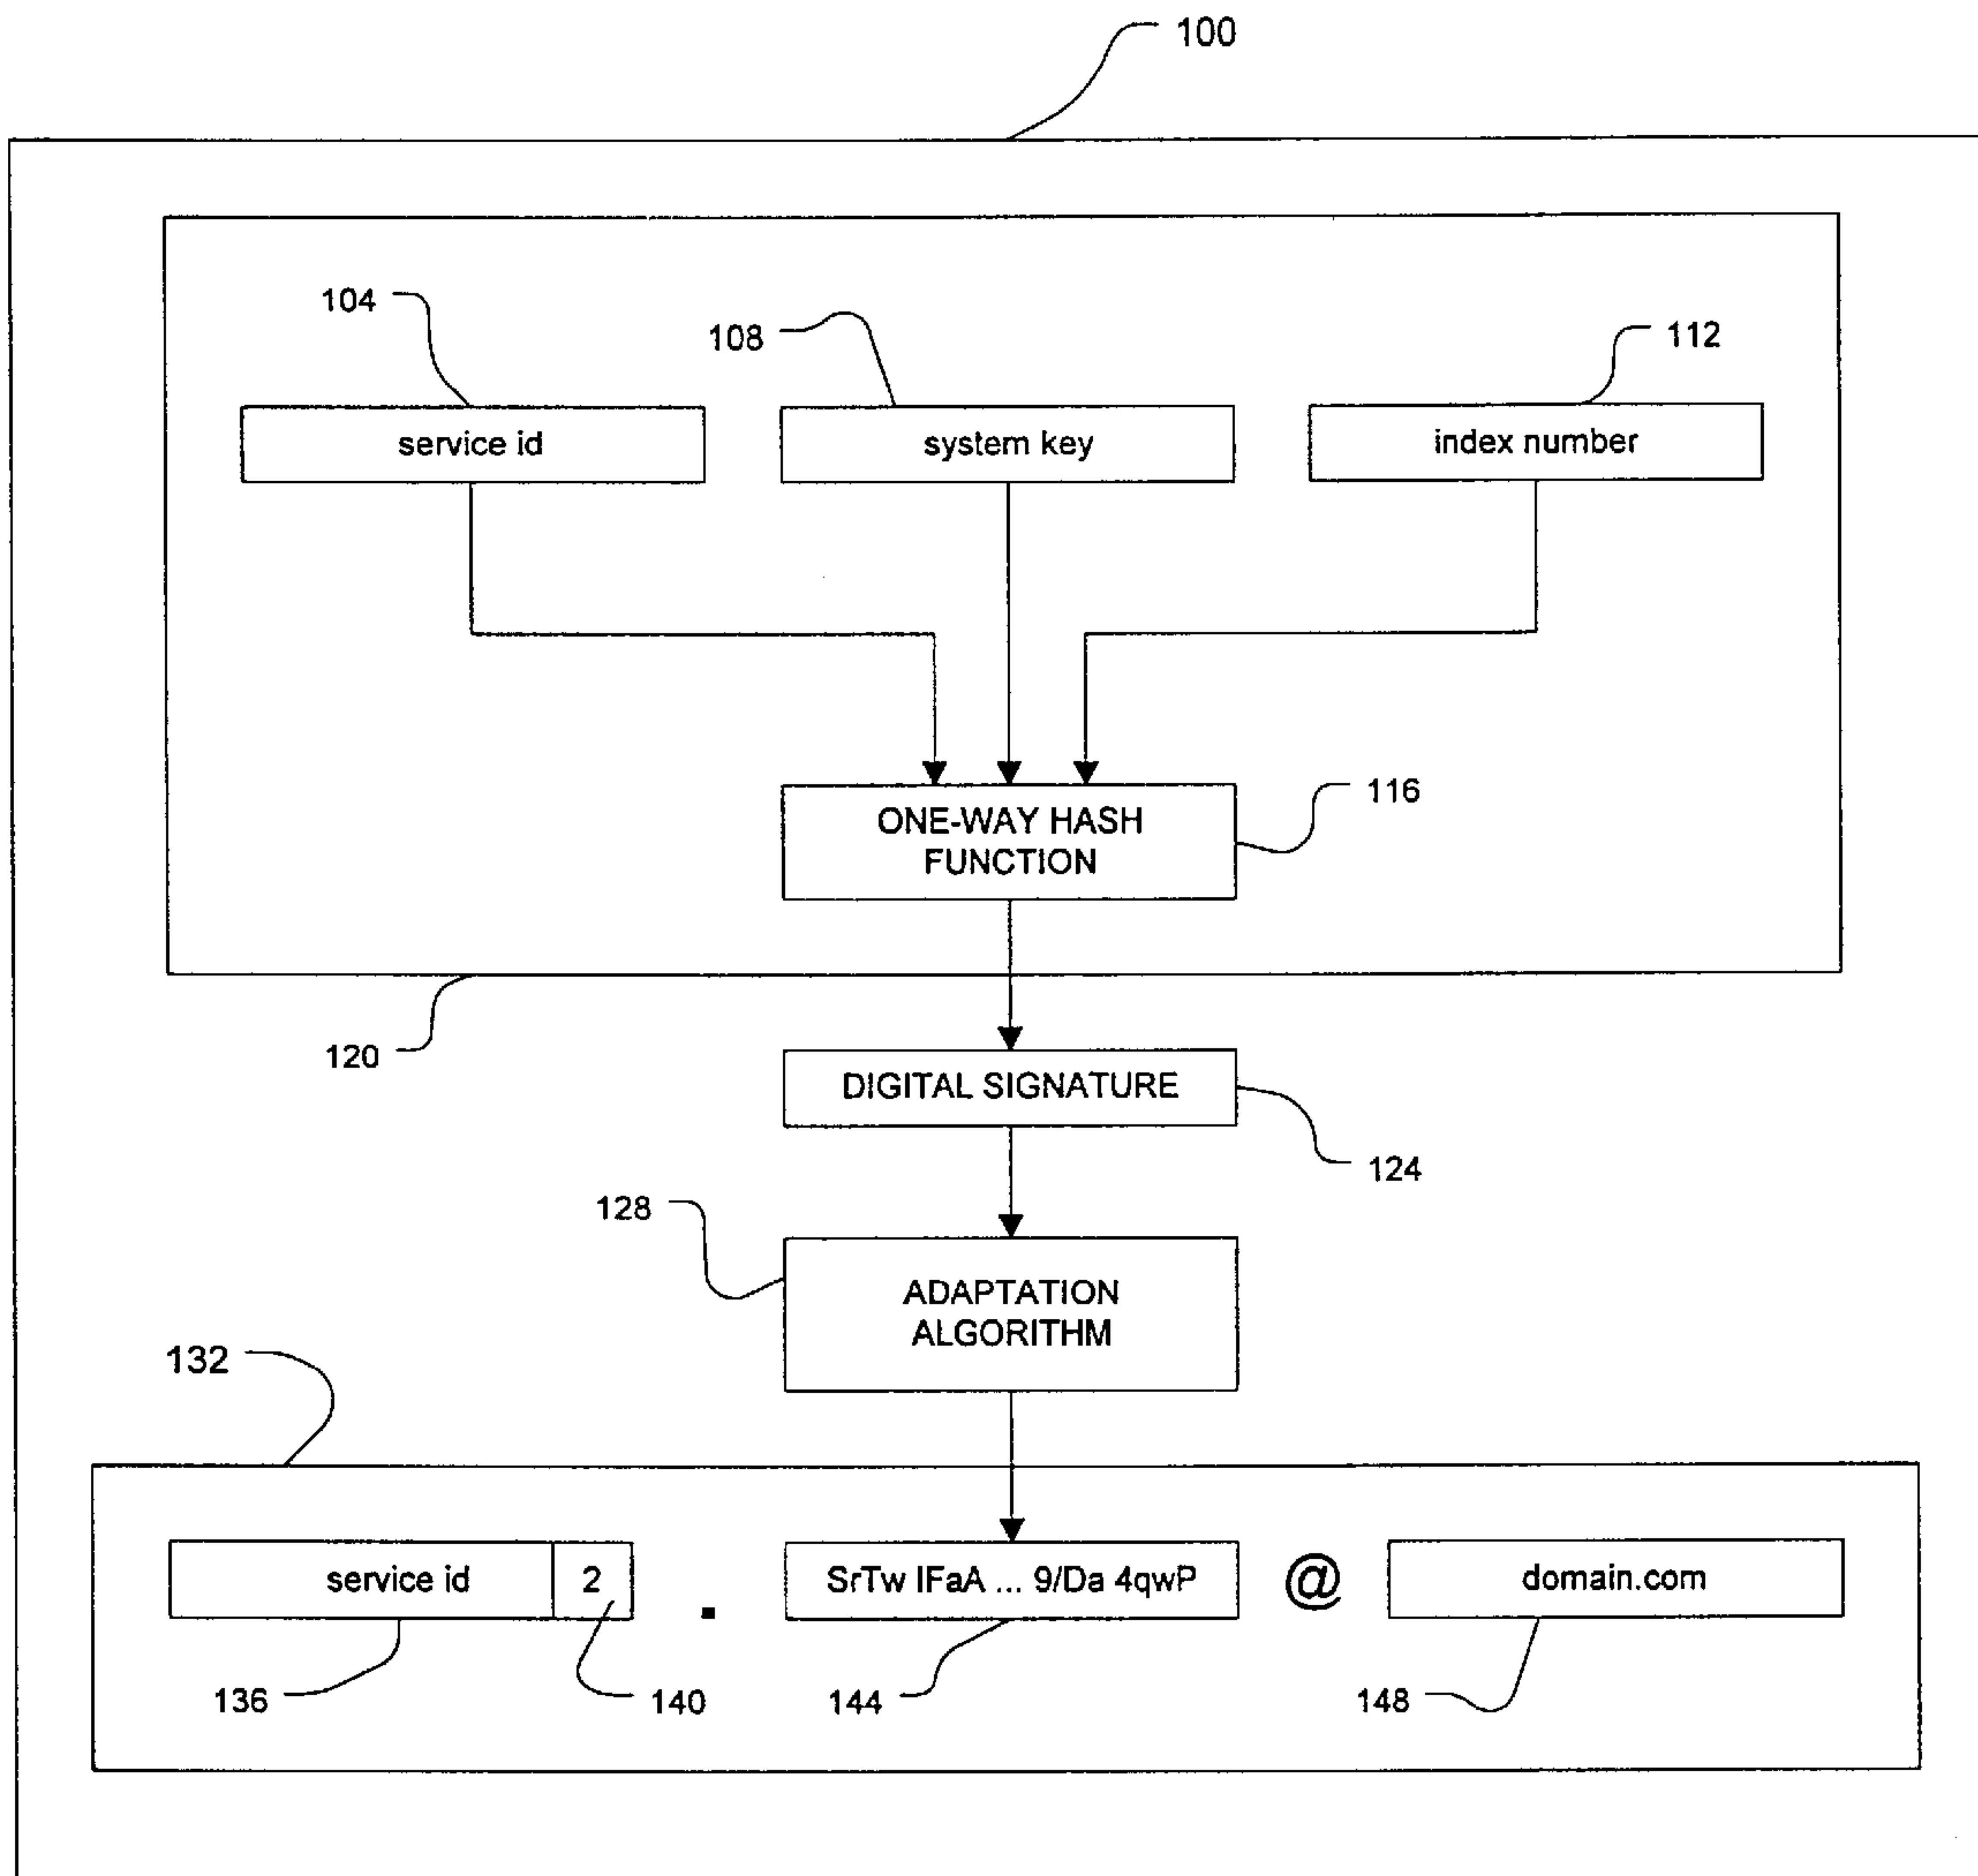 100
104
108
112
service id
system key
index number
116
ONE-WAY HASH
FUNCTION
120
DIGITAL SIGNATURE
124
128
ADAPTATION
ALGORITHM
132
service id 2 . SrTw IFaA ... 9/Da 4qwP @ domain.com
136
140
144
148